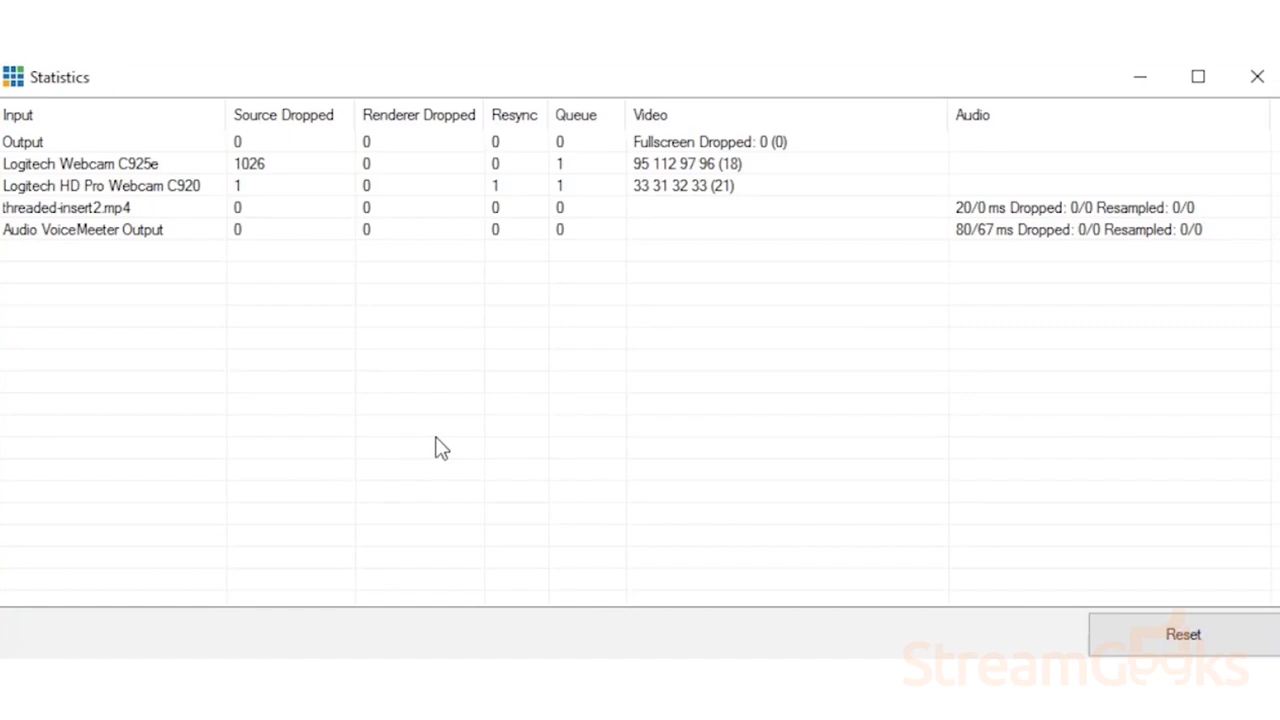 Statistics
Input Source Dropped Renderer Dropped Resync Queue Video Audio
Output 0 0 0 0 Fullscreen Dropped: 0 (0)
Logitech Webcam C925e 1026 0 0 1 95 112 97 96 (18)
Logitech HD Pro Webcam C920 1 0 1 1 33 31 32 33 (21)
threaded-insert2.mp4 0 0 0 0 20/0 ms Dropped: 0/0 Resampled: 0/0
Audio VoiceMeeter Output 0 0 0 0 80/67 ms Dropped: 0/0 Resampled: 0/0
Reset
StreamGeeks